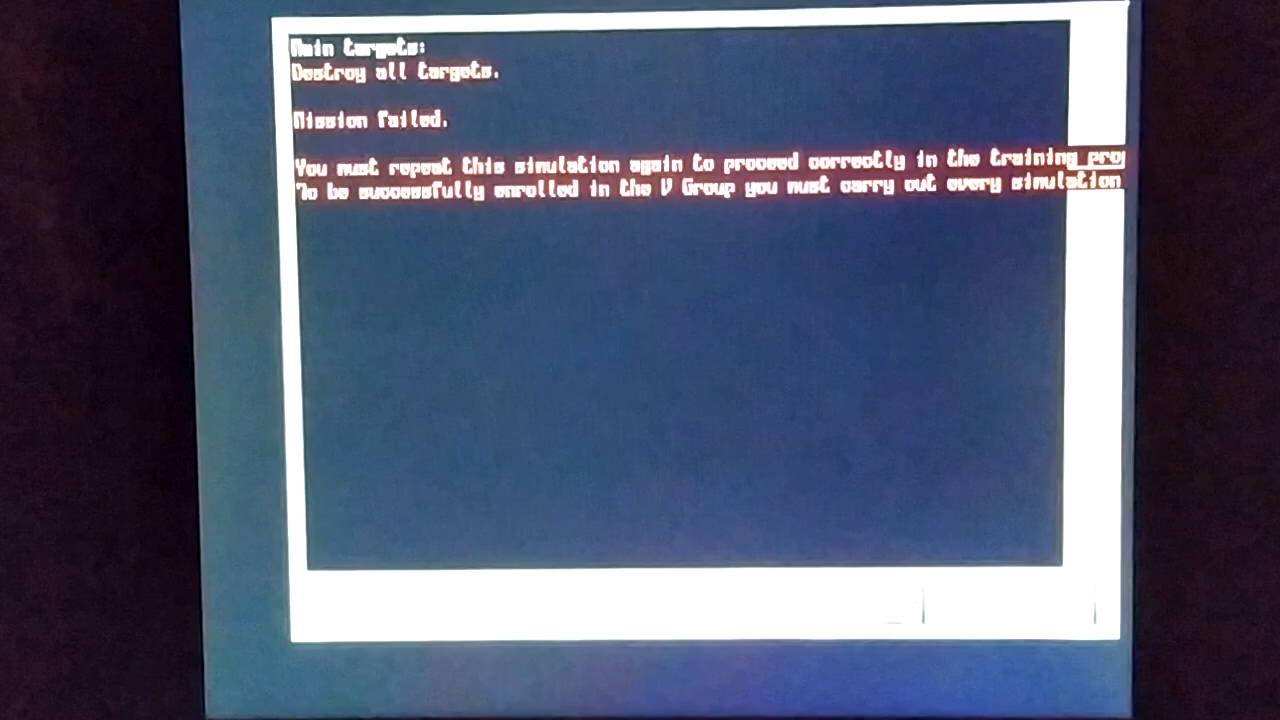 Main targets:
Destroy all targets.
Mission failed.
You must repeat this simulation again to proceed correctly in the training
To be successfully enrolled in the V Group you must carry out every simulation